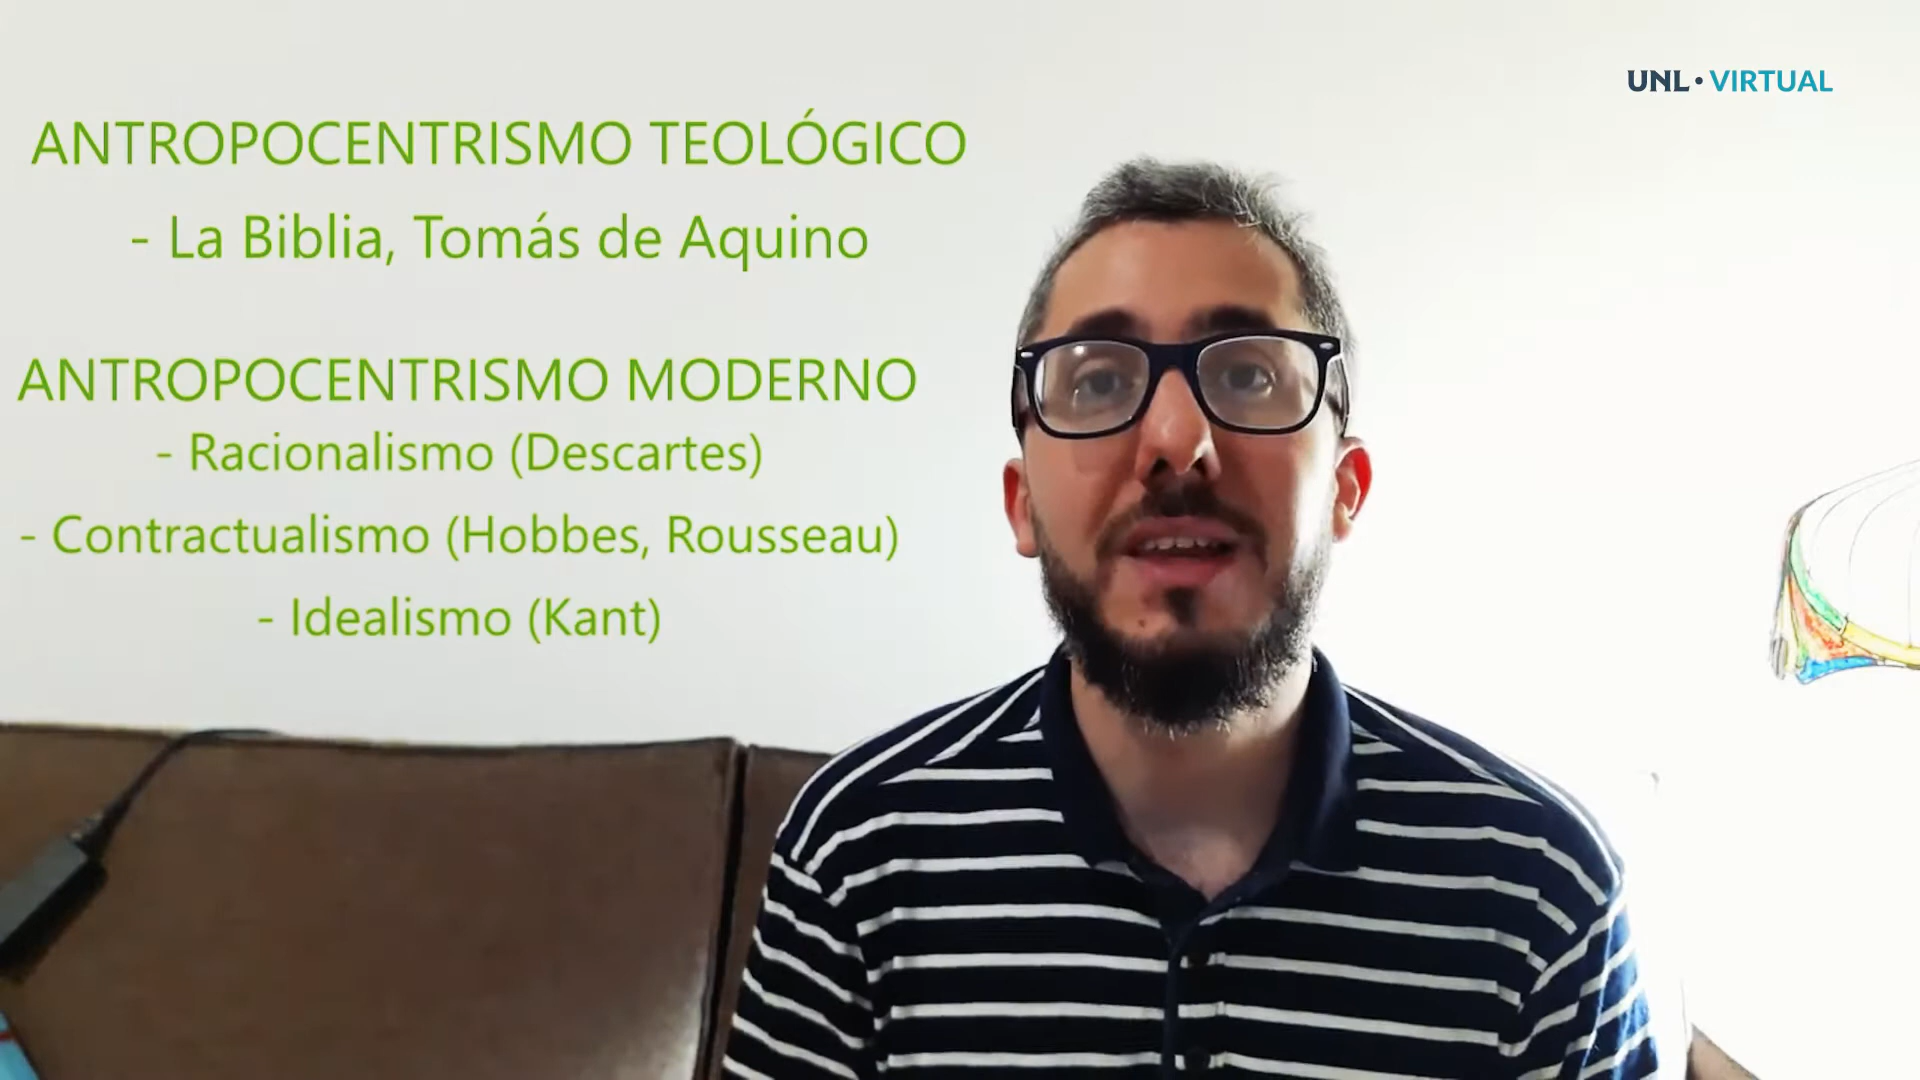 UNL • VIRTUAL
ANTROPOCENTRISMO TEOLÓGICO
- La Biblia, Tomás de Aquino
ANTROPOCENTRISMO MODERNO
- Racionalismo (Descartes)
- Contractualismo (Hobbes, Rousseau)
- Idealismo (Kant)